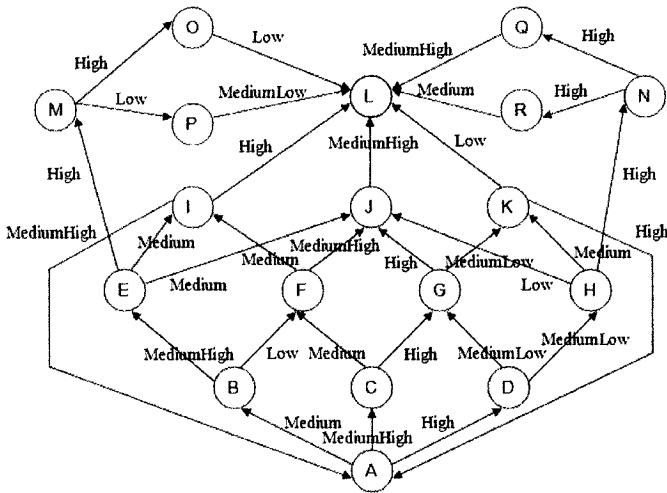 O Q
High Low MediumHigh High
M Low P MediumLow L Medium R High N
High High MediumHigh Low High
MediumHigh I J K High
Medium Medium MediumHigh High MediumLow Medium
E Medium F G Low H
MediumHigh Low Medium High MediumLow MediumLow
B C D
Medium MediumHigh High
A